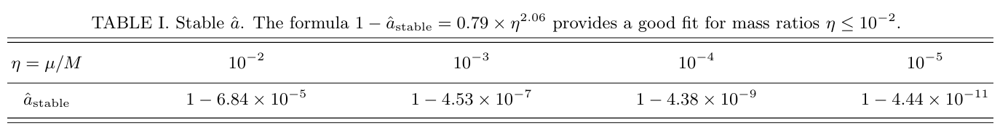 TABLE I. Stable â. The formula 1 − â_stable = 0.79 × η^2.06 provides a good fit for mass ratios η ≤ 10^−2.
η = μ/M 10^−2 10^−3 10^−4 10^−5
â_stable 1 − 6.84 × 10^−5 1 − 4.53 × 10^−7 1 − 4.38 × 10^−9 1 − 4.44 × 10^−11